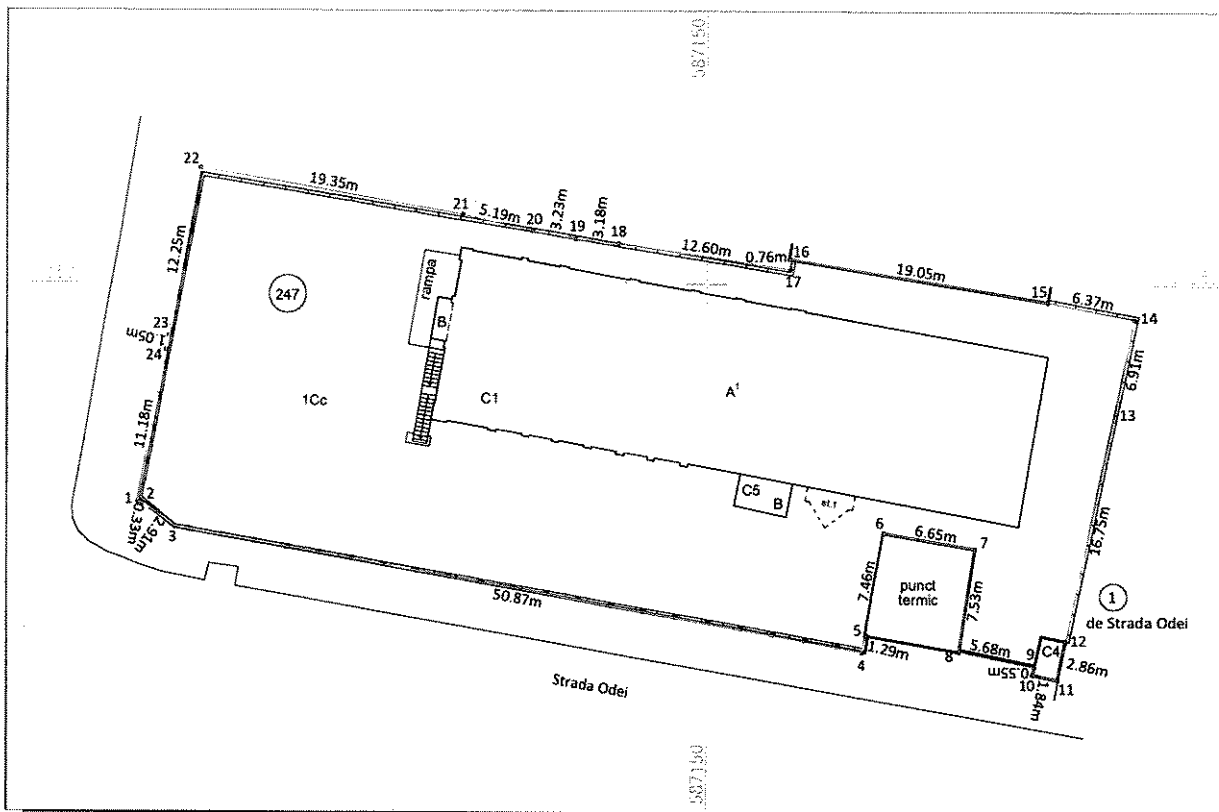 587150
22
19.35m
21
5.19m
20
3.23m
19
3.18m
18
12.60m
0.76m
16
17
19.05m
15
6.37m
14
12.25m
247
rampa
B
6.91m
13
23
1.05m
24
1Cc
C1
A¹
11.18m
1
2
0.33m
2.91m
3
C5
B
et.1
6
6.65m
7
16.75m
7.46m
punct
termic
7.53m
50.87m
1
de Strada Odei
5
1.29m
4
8
5.68m
9
C4
12
0.55m
10
2.86m
11
1.84m
Strada Odei
587150